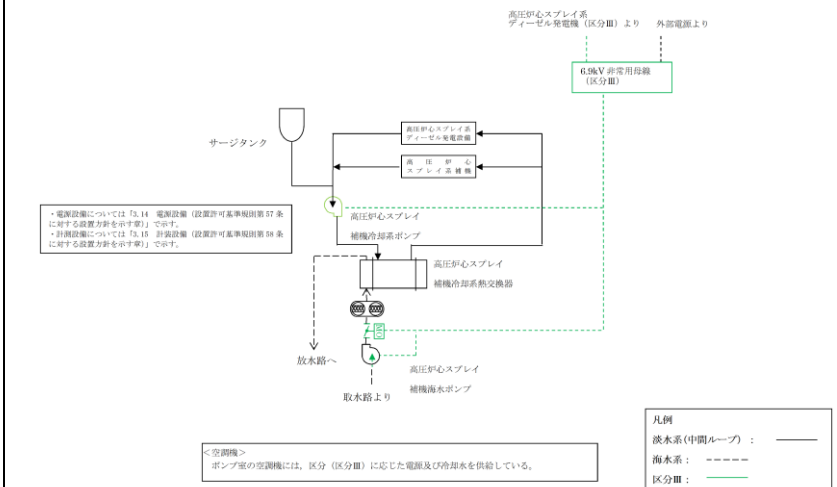 高圧炉心スプレイ系
ディーゼル発電機(区分Ⅲ)より
外部電源より
6.9kV 非常用母線
(区分Ⅲ)
サージタンク
高圧炉心スプレイ系
ディーゼル発電設備
高圧炉心
スプレイ系補機
・電源設備については「3.14 電源設備(設置許可基準規則第 57 条
に対する設置方針を示す章)」で示す。
・計測設備については「3.15 計装設備(設置許可基準規則第 58 条
に対する設置方針を示す章)」で示す。
高圧炉心スプレイ
補機冷却系ポンプ
高圧炉心スプレイ
補機冷却系熱交換器
MO
放水路へ
高圧炉心スプレイ
補機海水ポンプ
取水路より
<空調機>
ポンプ室の空調機には,区分(区分Ⅲ)に応じた電源及び冷却水を供給している。
凡例
淡水系(中間ループ):
海水系:
区分Ⅲ: